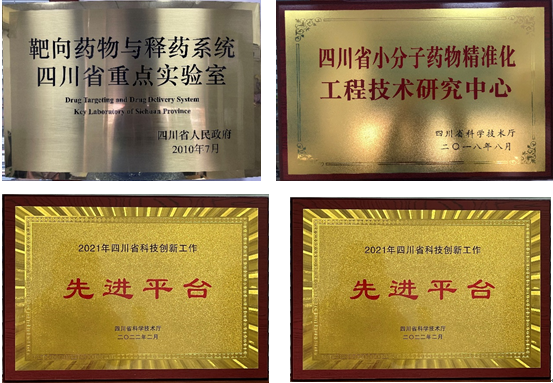 靶向药物与释药系统
四川省重点实验室
Drug Targeting and Drug Delivery System
Key Laboratory of Sichuan Province
四川省人民政府
2010年7月
四川省小分子药物精准化
工程技术研究中心
四川省科学技术厅
二〇一八年八月
2021年四川省科技创新工作
先进平台
四川省科学技术厅
二〇二二年二月
2021年四川省科技创新工作
先进平台
四川省科学技术厅
二〇二二年二月